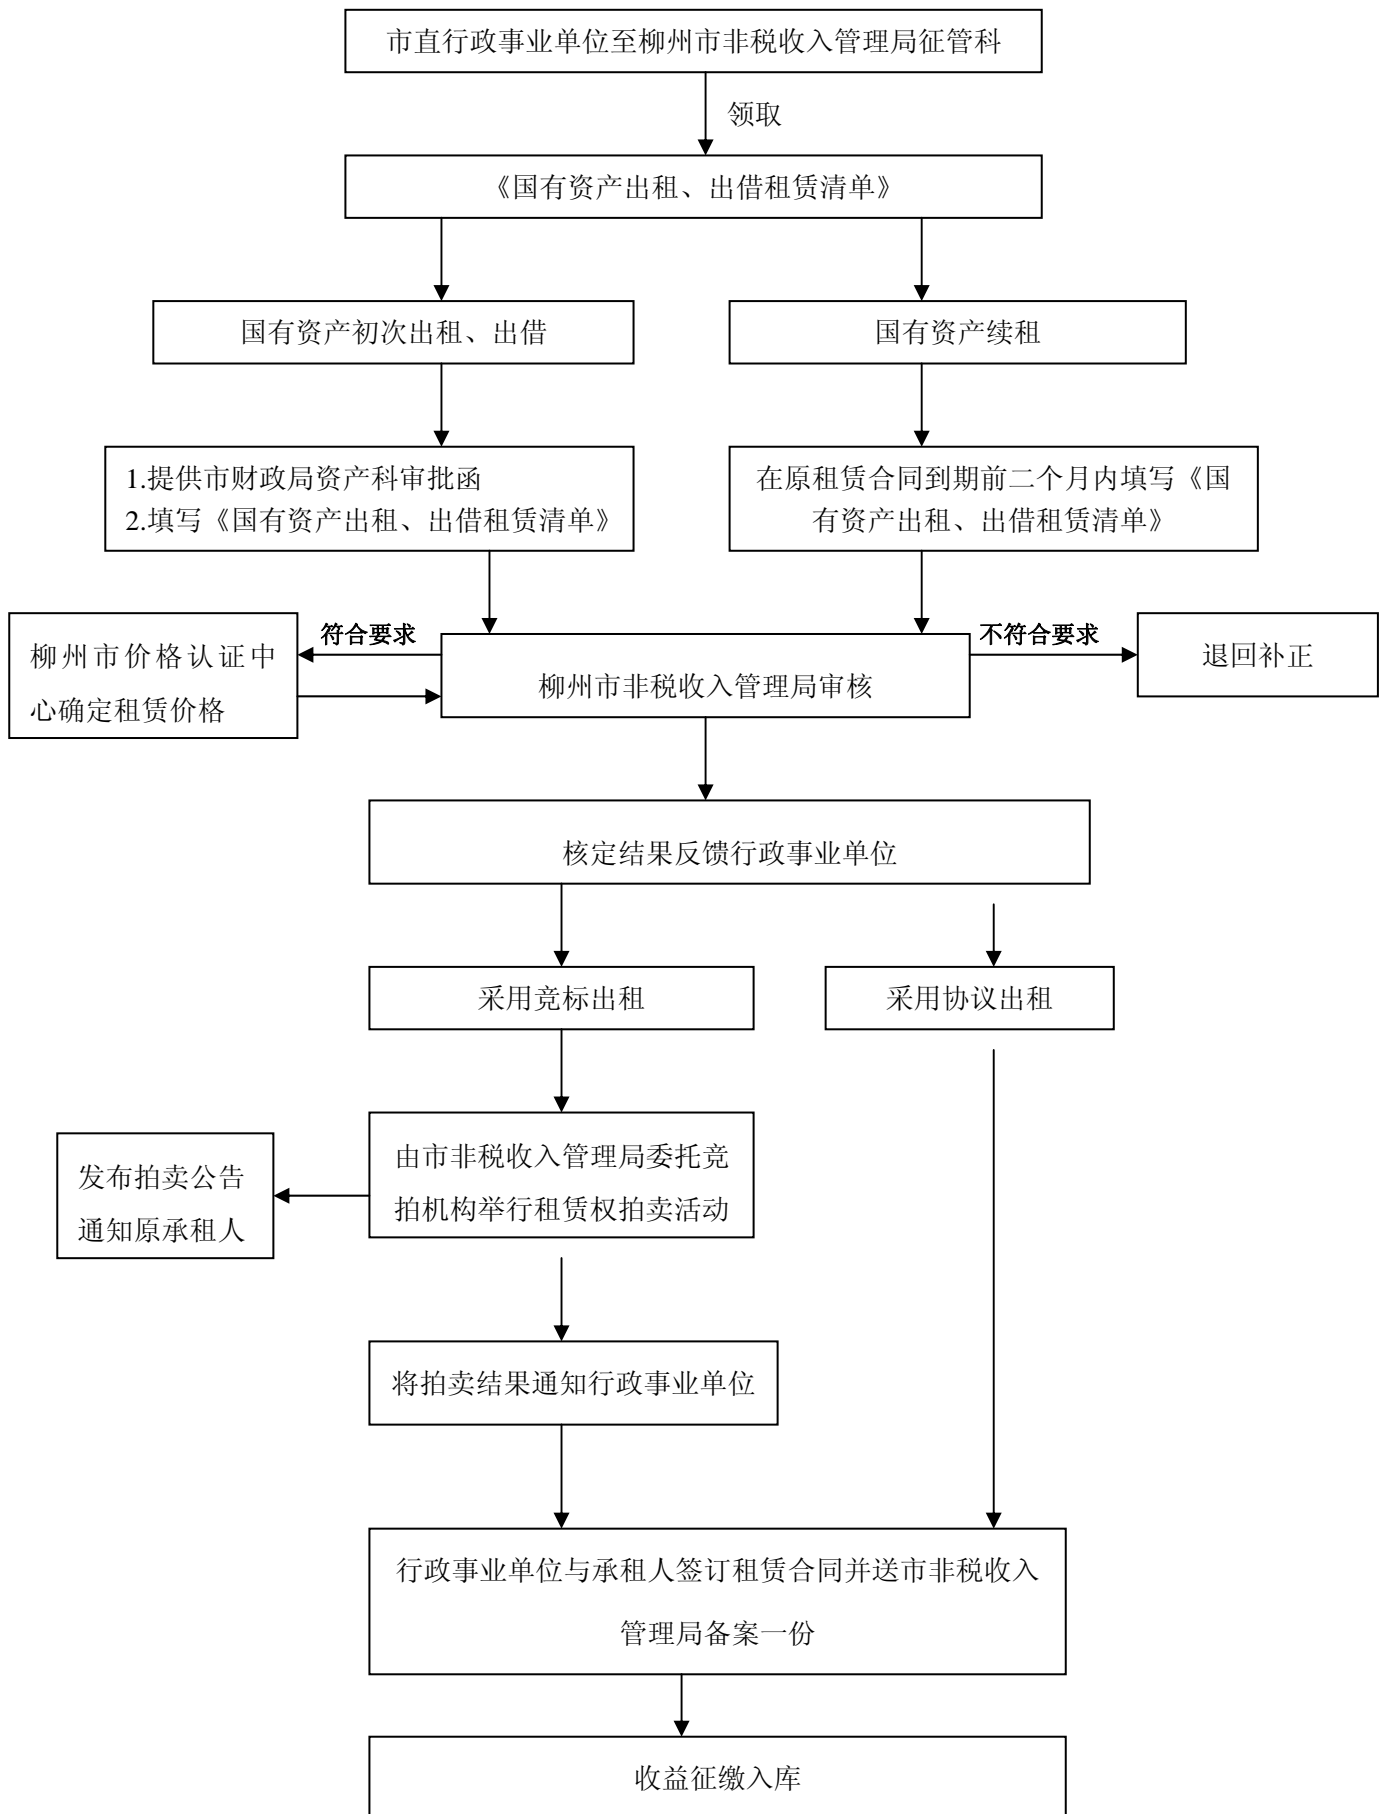 市直行政事业单位至柳州市非税收入管理局征管科
领取
《国有资产出租、出借租赁清单》
国有资产初次出租、出借
国有资产续租
1.提供市财政局资产科审批函
2.填写《国有资产出租、出借租赁清单》
在原租赁合同到期前二个月内填写《国
有资产出租、出借租赁清单》
符合要求
不符合要求
柳州市价格认证中
心确定租赁价格
柳州市非税收入管理局审核
退回补正
核定结果反馈行政事业单位
采用竞标出租
采用协议出租
由市非税收入管理局委托竞
拍机构举行租赁权拍卖活动
发布拍卖公告
通知原承租人
将拍卖结果通知行政事业单位
行政事业单位与承租人签订租赁合同并送市非税收入
管理局备案一份
收益征缴入库